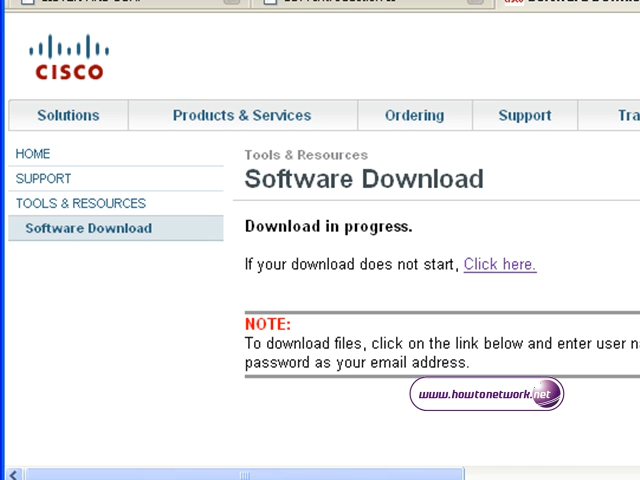 CISCO
Solutions
Products & Services
Ordering
Support
Tra
HOME
SUPPORT
TOOLS & RESOURCES
Software Download
Tools & Resources
Software Download
Download in progress.
If your download does not start, Click here.
NOTE:
To download files, click on the link below and enter user n
password as your email address.
www.howtonetwork.net